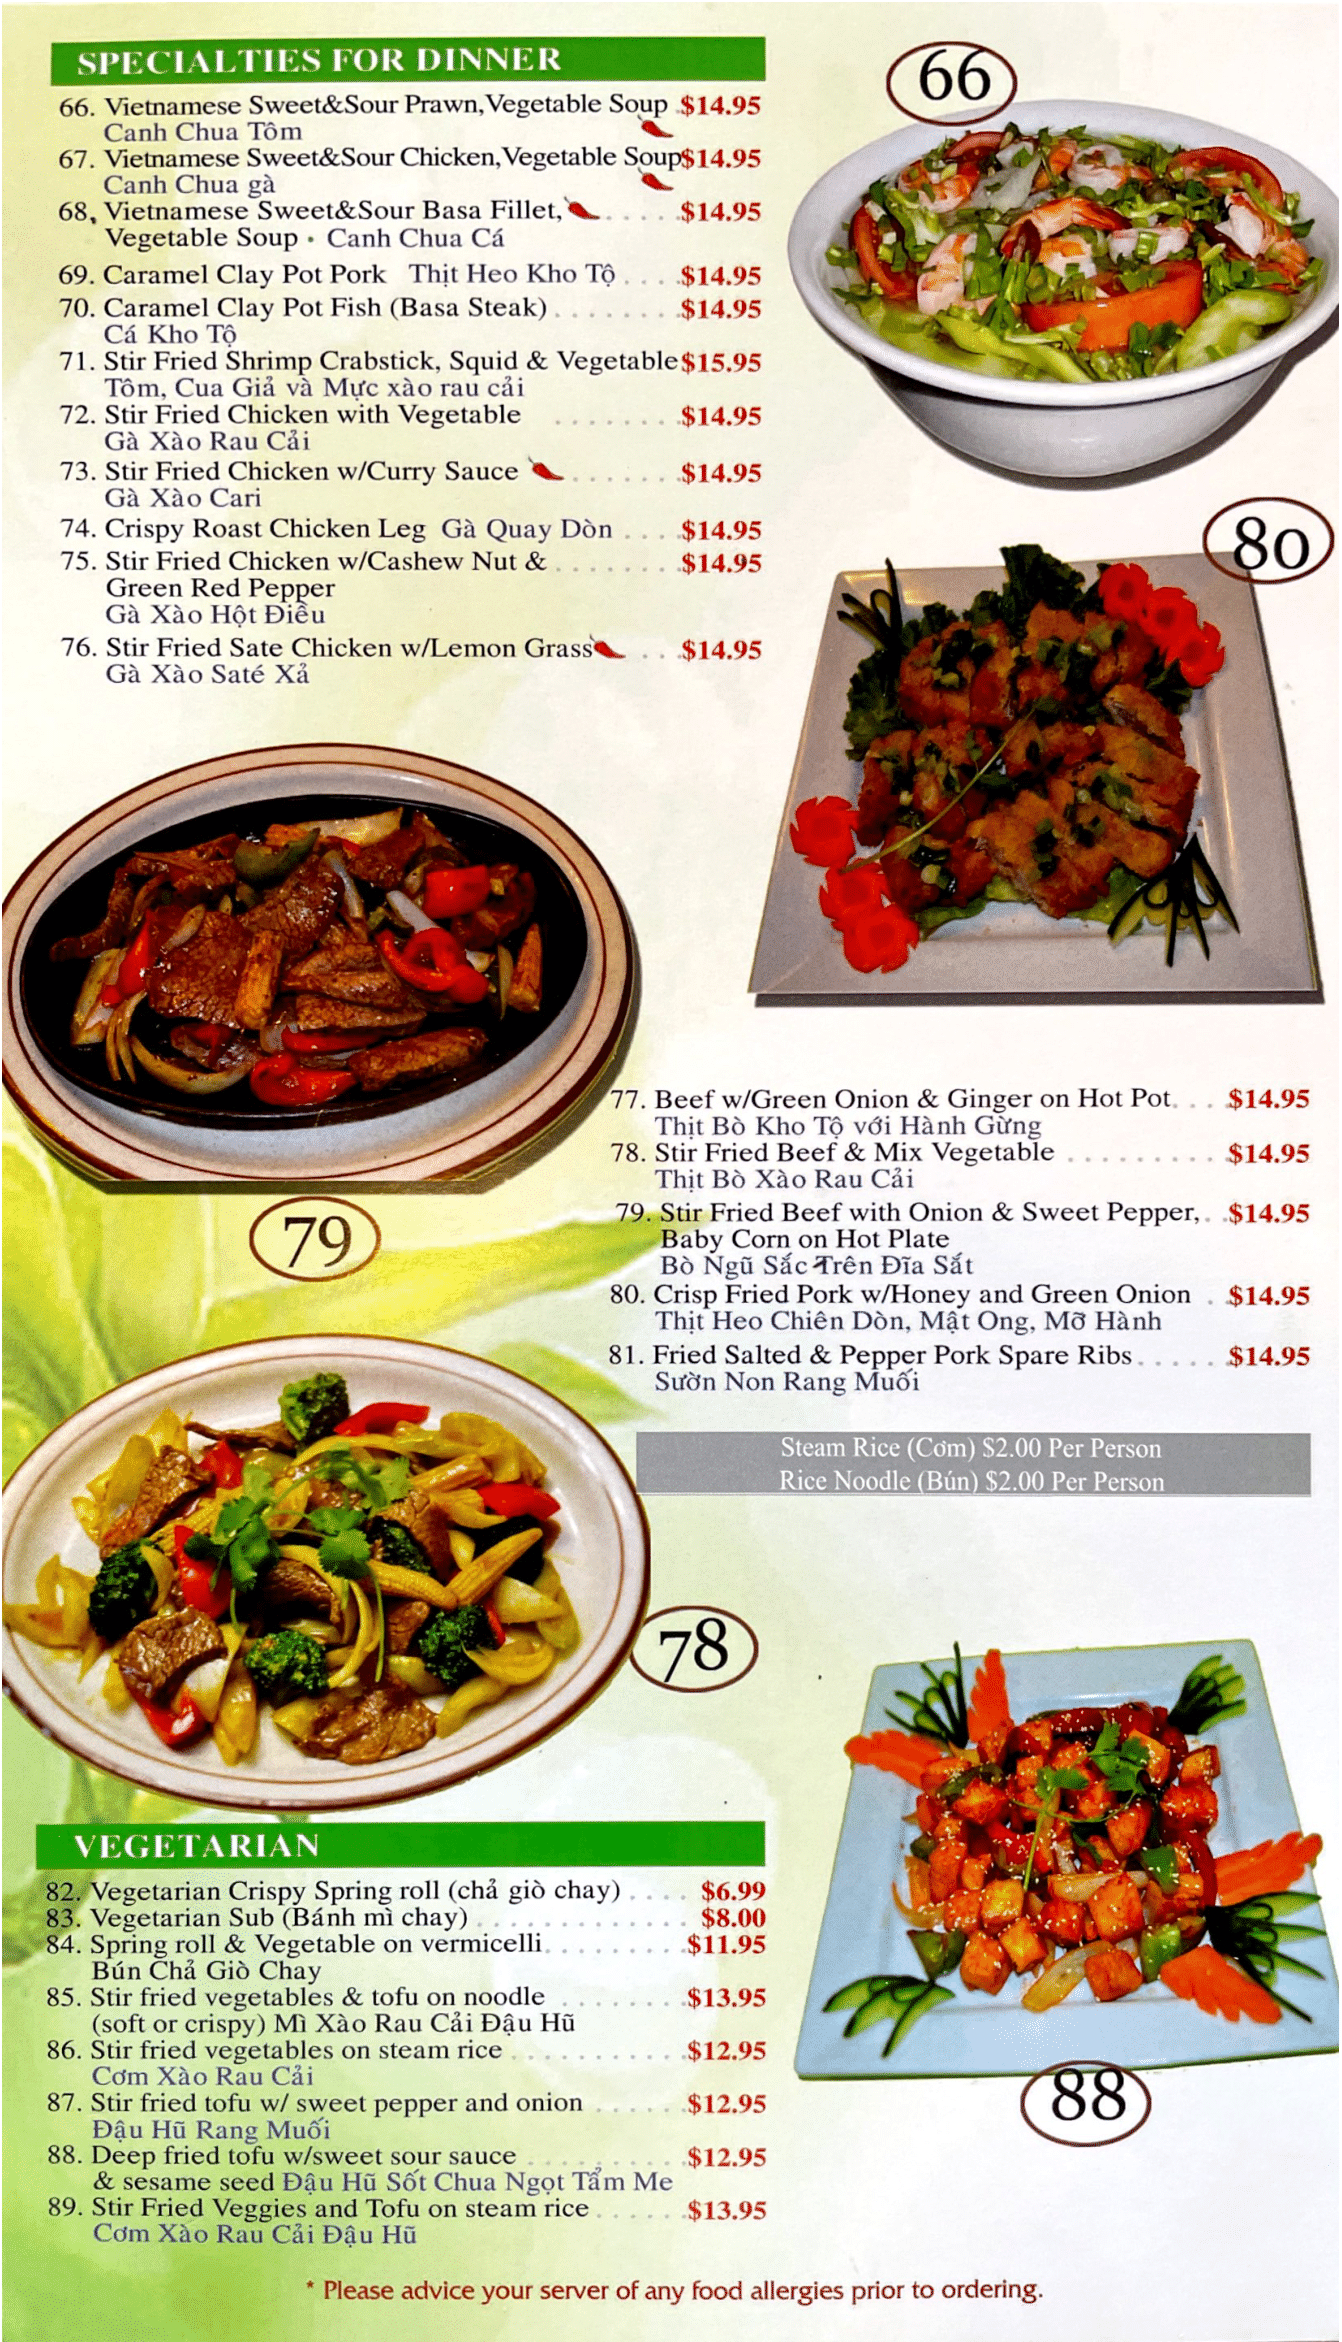 SPECIALTIES FOR DINNER
66. Vietnamese Sweet&Sour Prawn,Vegetable Soup $14.95
Canh Chua Tôm
67. Vietnamese Sweet&Sour Chicken,Vegetable Soup$14.95
Canh Chua gà
68, Vietnamese Sweet&Sour Basa Fillet, . . . . . $14.95
Vegetable Soup · Canh Chua Cá
69. Caramel Clay Pot Pork Thịt Heo Kho Tộ . . . . $14.95
70. Caramel Clay Pot Fish (Basa Steak) . . . . . . . . $14.95
Cá Kho Tộ
71. Stir Fried Shrimp Crabstick, Squid & Vegetable $15.95
Tôm, Cua Giả và Mực xào rau cải
72. Stir Fried Chicken with Vegetable . . . . . . . . $14.95
Gà Xào Rau Cải
73. Stir Fried Chicken w/Curry Sauce . . . . . . . $14.95
Gà Xào Cari
74. Crispy Roast Chicken Leg Gà Quay Dòn . . . . $14.95
75. Stir Fried Chicken w/Cashew Nut & . . . . . . . . $14.95
Green Red Pepper
Gà Xào Hột Điều
76. Stir Fried Sate Chicken w/Lemon Grass . . . $14.95
Gà Xào Saté Xả
66
80
79
77. Beef w/Green Onion & Ginger on Hot Pot. . . . $14.95
Thịt Bò Kho Tộ với Hành Gừng
78. Stir Fried Beef & Mix Vegetable . . . . . . . . . . $14.95
Thịt Bò Xào Rau Cải
79. Stir Fried Beef with Onion & Sweet Pepper, . . $14.95
Baby Corn on Hot Plate
Bò Ngũ Sắc Trên Đĩa Sắt
80. Crisp Fried Pork w/Honey and Green Onion . $14.95
Thịt Heo Chiên Dòn, Mật Ong, Mỡ Hành
81. Fried Salted & Pepper Pork Spare Ribs . . . . . . $14.95
Sườn Non Rang Muối
Steam Rice (Cơm) $2.00 Per Person
Rice Noodle (Bún) $2.00 Per Person
78
VEGETARIAN
82. Vegetarian Crispy Spring roll (chả giò chay) . . . . $6.99
83. Vegetarian Sub (Bánh mì chay) . . . . . . . . . . . . . . $8.00
84. Spring roll & Vegetable on vermicelli. . . . . . . . . . $11.95
Bún Chả Giò Chay
85. Stir fried vegetables & tofu on noodle . . . . . . . . . $13.95
(soft or crispy) Mì Xào Rau Cải Đậu Hũ
86. Stir fried vegetables on steam rice . . . . . . . . . . . $12.95
Cơm Xào Rau Cải
87. Stir fried tofu w/ sweet pepper and onion . . . . . . $12.95
Đậu Hũ Rang Muối
88. Deep fried tofu w/sweet sour sauce . . . . . . . . . . $12.95
& sesame seed Đậu Hũ Sốt Chua Ngọt Tẩm Me
89. Stir Fried Veggies and Tofu on steam rice . . . . . . $13.95
Cơm Xào Rau Cải Đậu Hũ
88
* Please advice your server of any food allergies prior to ordering.